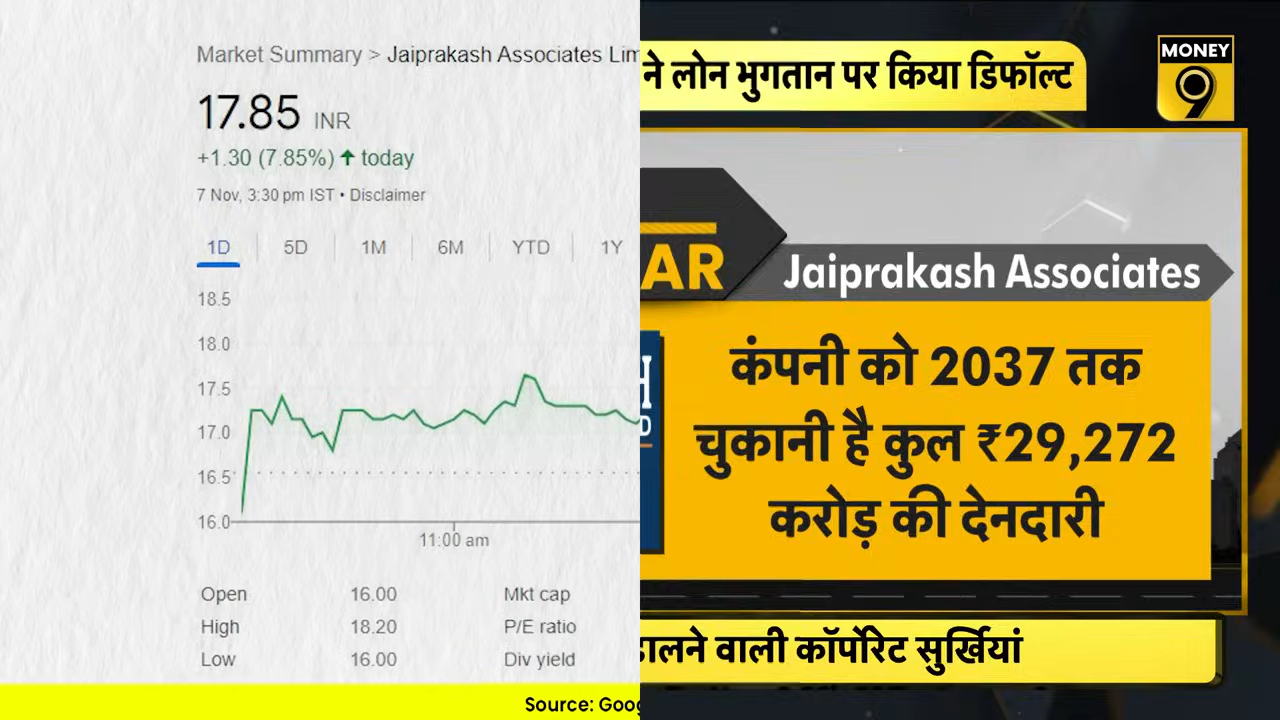 Market Summary > Jaiprakash Associates Lim
17.85 INR
+1.30 (7.85%) ↑ today
7 Nov, 3:30 pm IST • Disclaimer
1D 5D 1M 6M YTD 1Y
18.5
18.0
17.5
17.0
16.5
16.0
11:00 am
Open 16.00 Mkt cap
High 18.20 P/E ratio
Low 16.00 Div yield
Source: Goog
ने लोन भुगतान पर किया डिफॉल्ट
MONEY
9
AR
Jaiprakash Associates
H
D
कंपनी को 2037 तक
चुकानी है कुल ₹29,272
करोड़ की देनदारी
डालने वाली कॉर्पोरेट सुर्खियां